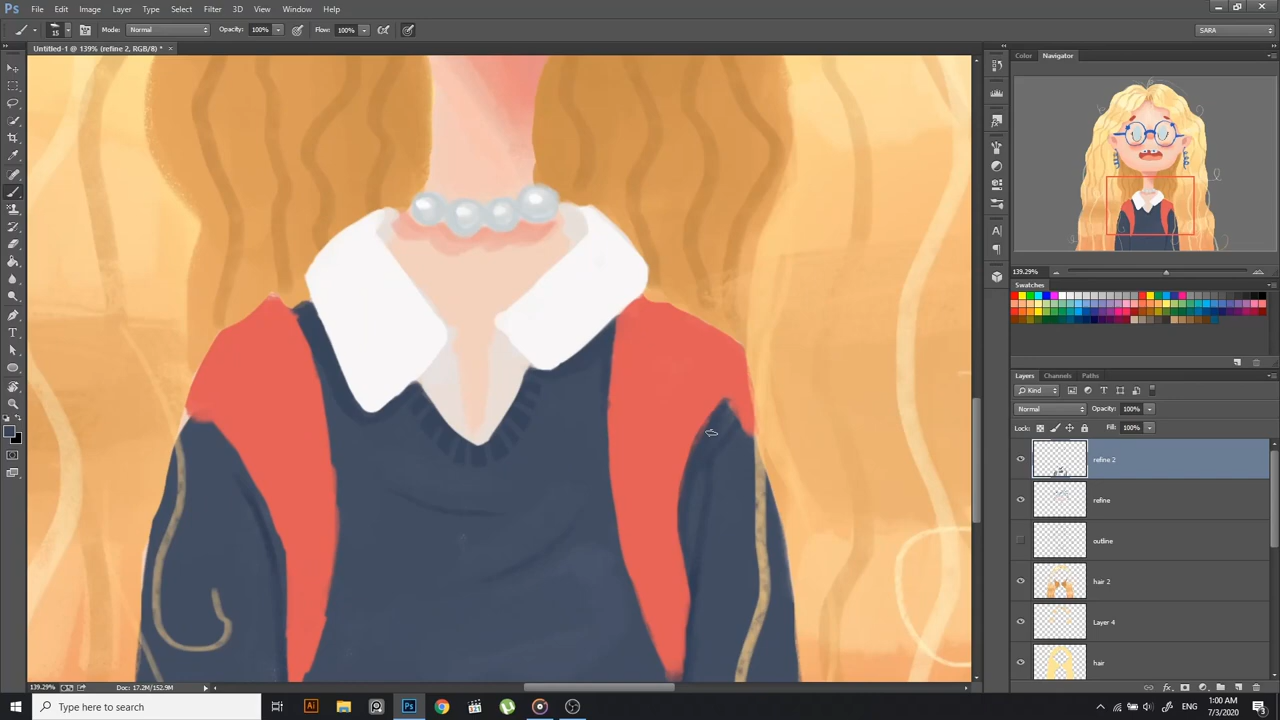 Ps File Edit Image Layer Type Select Filter 3D View Window Help
15 Mode: Normal Opacity: 100% Flow: 100% SARA
Untitled-1 @ 139% (refine 2, RGB/8) * ×
Color Navigator
139.29%
Swatches
Layers Channels Paths
Kind
Normal Opacity: 100%
Lock: Fill: 100%
refine 2
refine
outline
hair 2
Layer 4
hair
139.29% Doc: 17.2M/152.9M
Type here to search
Ai Ps
1:00 AM
7/3/2020